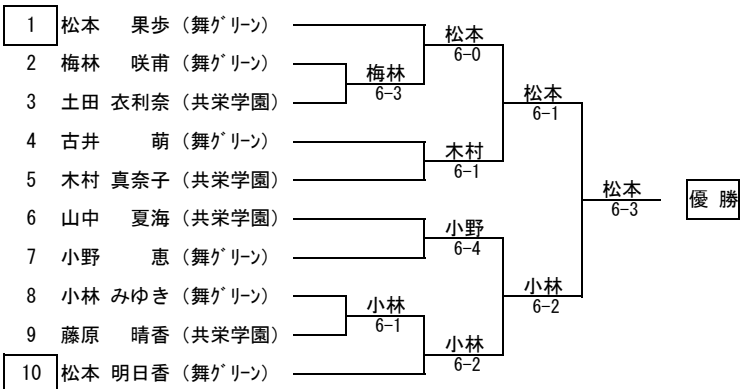 1 松本 果歩 (舞ｸﾞﾘｰﾝ)
松本
6-0
2 梅林 咲甫 (舞ｸﾞﾘｰﾝ)
梅林
6-3
3 土田 衣利奈 (共栄学園)
松本
6-1
4 古井 萌 (舞ｸﾞﾘｰﾝ)
木村
6-1
5 木村 真奈子 (共栄学園)
松本
6-3
優 勝
6 山中 夏海 (共栄学園)
小野
6-4
7 小野 恵 (舞ｸﾞﾘｰﾝ)
小林
6-2
8 小林 みゆき (舞ｸﾞﾘｰﾝ)
小林
6-1
9 藤原 晴香 (共栄学園)
小林
6-2
10 松本 明日香 (舞ｸﾞﾘｰﾝ)